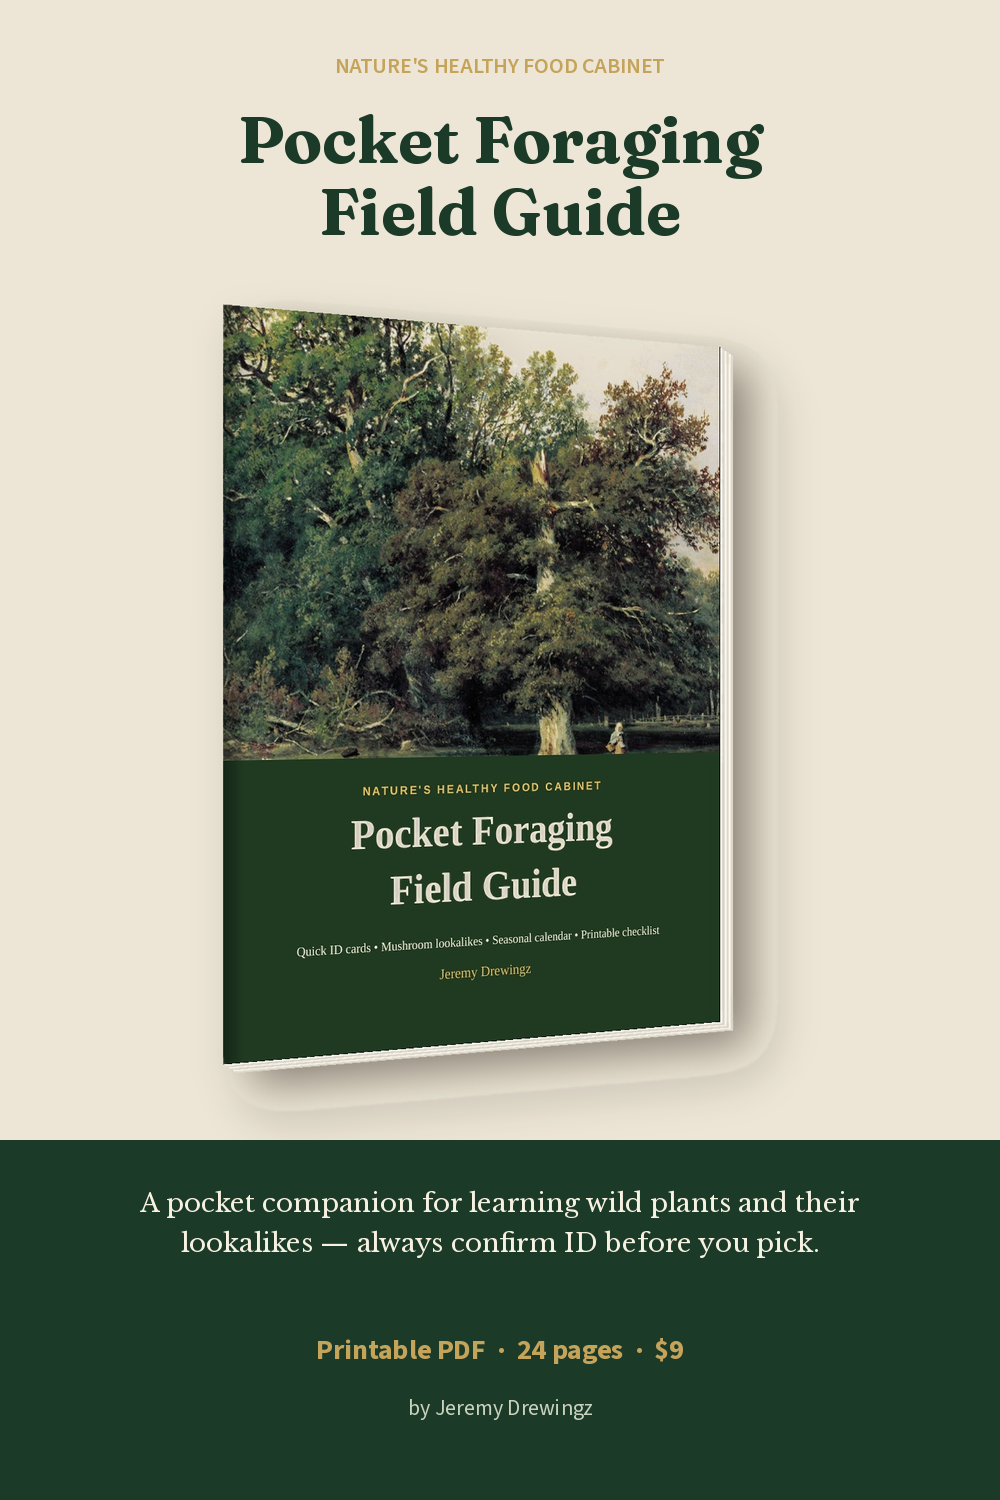 NATURE'S HEALTHY FOOD CABINET
Pocket Foraging
Field Guide
NATURE'S HEALTHY FOOD CABINET
Pocket Foraging
Field Guide
Quick ID cards • Mushroom lookalikes • Seasonal calendar • Printable checklist
Jeremy Drewingz
A pocket companion for learning wild plants and their
lookalikes — always confirm ID before you pick.
Printable PDF · 24 pages · $9
by Jeremy Drewingz